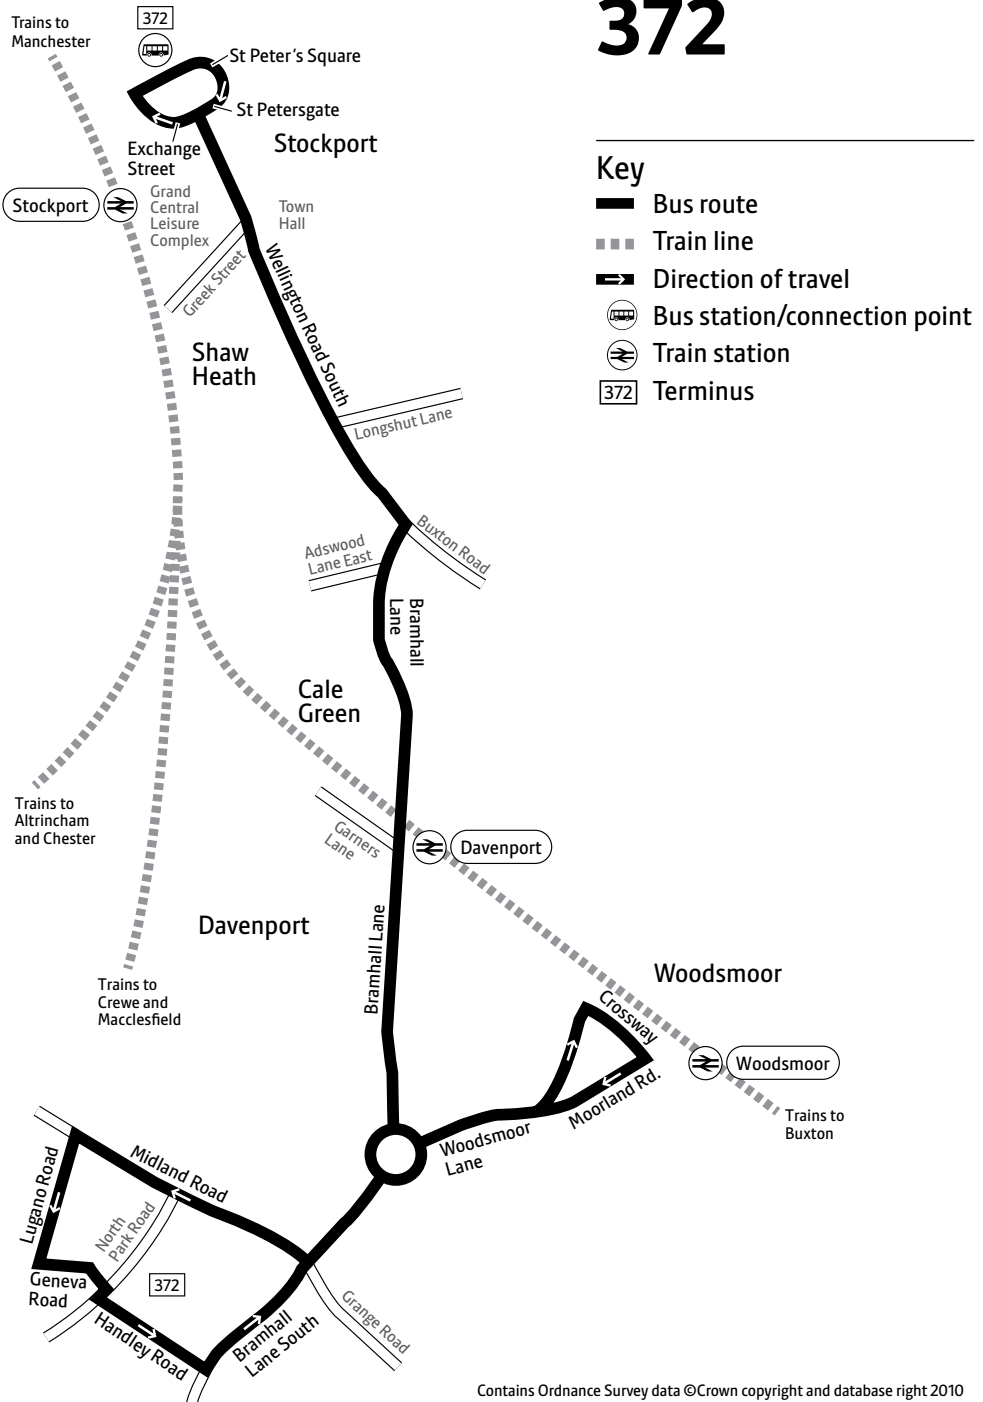 372
Trains to
Manchester
372
St Peter's Square
St Petersgate
Stockport
Exchange
Street
Stockport
Grand
Central
Leisure
Complex
Town
Hall
Greek Street
Wellington Road South
Shaw
Heath
Longshut Lane
Buxton Road
Adswood
Lane East
Bramhall
Lane
Cale
Green
Trains to
Altrincham
and Chester
Garners
Lane
Davenport
Davenport
Bramhall Lane
Trains to
Crewe and
Macclesfield
Woodsmoor
Crossway
Woodsmoor
Moorland Rd.
Trains to
Buxton
Woodsmoor
Lane
Midland Road
Lugano Road
North
Park Road
Geneva
Road
372
Handley Road
Bramhall
Lane South
Grange Road
Key
Bus route
Train line
Direction of travel
Bus station/connection point
Train station
372 Terminus
Contains Ordnance Survey data ©Crown copyright and database right 2010